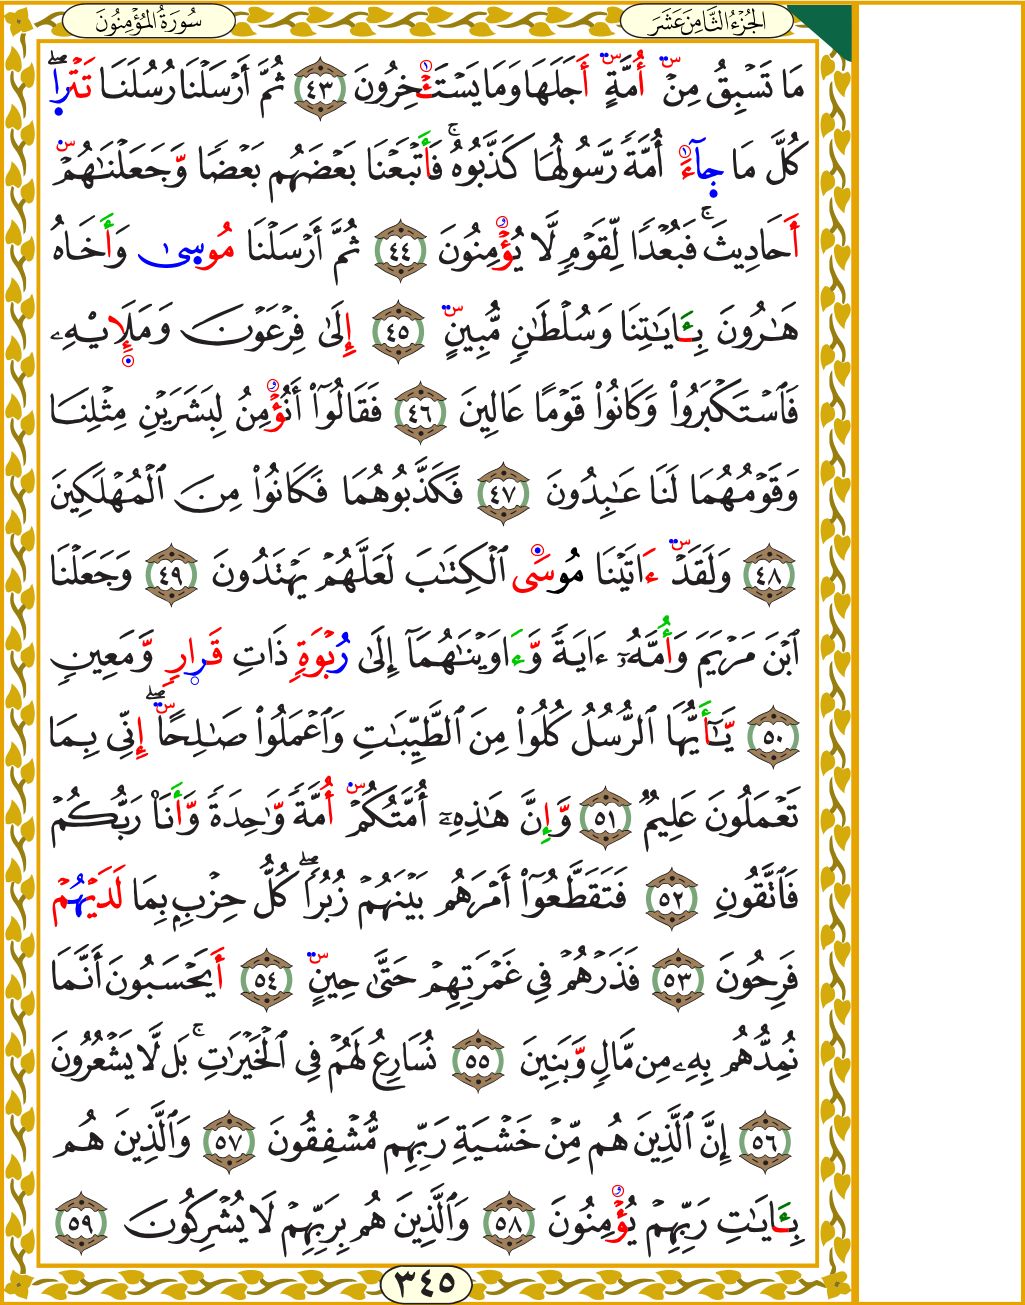 الجُزْءُ الثَّامِنَ عَشَرَ
سُورَةُ المُؤْمِنُونَ
مَا تَسْبِقُ مِنْ أُمَّةٍ أَجَلَهَا وَمَا يَسْتَـْٔخِرُونَ ٤٣ ثُمَّ أَرْسَلْنَا رُسُلَنَا تَتْرَاۖ
كُلَّ مَا جَآءَ أُمَّةً رَّسُولُهَا كَذَّبُوهُۚ فَأَتْبَعْنَا بَعْضَهُم بَعْضًا وَجَعَلْنَـٰهُمْ
أَحَادِيثَۚ فَبُعْدًا لِّقَوْمٍ لَّا يُؤْمِنُونَ ٤٤ ثُمَّ أَرْسَلْنَا مُوسَىٰ وَأَخَاهُ
هَـٰرُونَ بِـَٔايَـٰتِنَا وَسُلْطَـٰنٍ مُّبِينٍ ٤٥ إِلَىٰ فِرْعَوْنَ وَمَلَإِي۟هِۦ
فَٱسْتَكْبَرُوا۟ وَكَانُوا۟ قَوْمًا عَالِينَ ٤٦ فَقَالُوٓا۟ أَنُؤْمِنُ لِبَشَرَيْنِ مِثْلِنَا
وَقَوْمُهُمَا لَنَا عَـٰبِدُونَ ٤٧ فَكَذَّبُوهُمَا فَكَانُوا۟ مِنَ ٱلْمُهْلَكِينَ
٤٨ وَلَقَدْ ءَاتَيْنَا مُوسَى ٱلْكِتَـٰبَ لَعَلَّهُمْ يَهْتَدُونَ ٤٩ وَجَعَلْنَا
ٱبْنَ مَرْيَمَ وَأُمَّهُۥٓ ءَايَةً وَءَاوَيْنَـٰهُمَآ إِلَىٰ رُبْوَةٍ ذَاتِ قَرَارٍ وَمَعِينٍ
٥٠ يَـٰٓأَيُّهَا ٱلرُّسُلُ كُلُوا۟ مِنَ ٱلطَّيِّبَـٰتِ وَٱعْمَلُوا۟ صَـٰلِحًاۖ إِنِّى بِمَا
تَعْمَلُونَ عَلِيمٌ ٥١ وَإِنَّ هَـٰذِهِۦٓ أُمَّتُكُمْ أُمَّةً وَٰحِدَةً وَأَنَا۠ رَبُّكُمْ
فَٱتَّقُونِ ٥٢ فَتَقَطَّعُوٓا۟ أَمْرَهُم بَيْنَهُمْ زُبُرًاۖ كُلُّ حِزْبٍۭ بِمَا لَدَيْهُمْ
فَرِحُونَ ٥٣ فَذَرْهُمْ فِى غَمْرَتِهِمْ حَتَّىٰ حِينٍ ٥٤ أَيَحْسَبُونَ أَنَّمَا
نُمِدُّهُم بِهِۦ مِن مَّالٍ وَبَنِينَ ٥٥ نُسَارِعُ لَهُمْ فِى ٱلْخَيْرَٰتِۚ بَل لَّا يَشْعُرُونَ
٥٦ إِنَّ ٱلَّذِينَ هُم مِّنْ خَشْيَةِ رَبِّهِم مُّشْفِقُونَ ٥٧ وَٱلَّذِينَ هُم
بِـَٔايَـٰتِ رَبِّهِمْ يُؤْمِنُونَ ٥٨ وَٱلَّذِينَ هُم بِرَبِّهِمْ لَا يُشْرِكُونَ ٥٩
٣٤٥